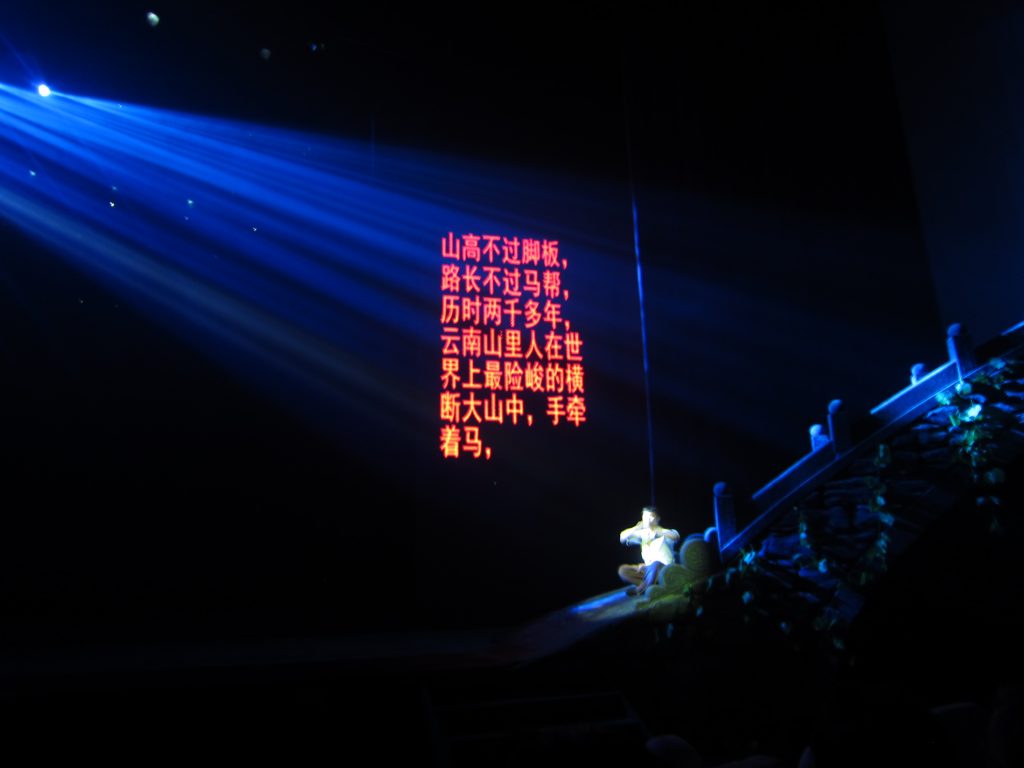 山高不过脚板，
路长不过马帮，
历时两千多年，
云南山里人在世
界上最险峻的横
断大山中，手牵
着马，